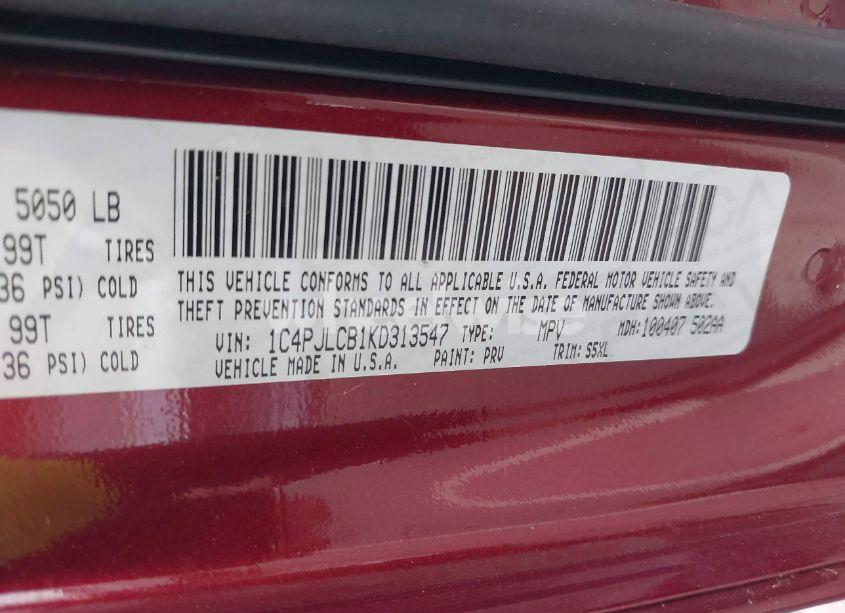 5050 LB
99T TIRES
36 PSI) COLD
99T TIRES
36 PSI) COLD
THIS VEHICLE CONFORMS TO ALL APPLICABLE U.S.A. FEDERAL MOTOR VEHICLE SAFETY AND
THEFT PREVENTION STANDARDS IN EFFECT ON THE DATE OF MANUFACTURE SHOWN ABOVE.
VIN: 1C4PJLCB1KD313547 TYPE: MPV MDH:100407 502AA
VEHICLE MADE IN U.S.A. PAINT: PRV TRIM: S5XL